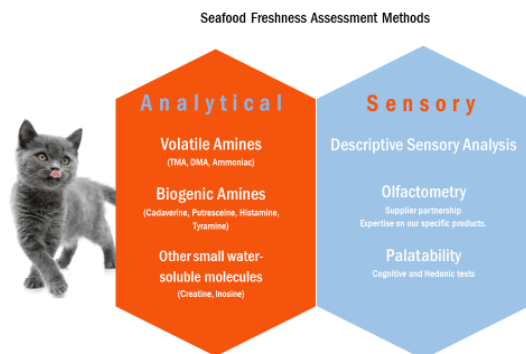 Seafood Freshness Assessment Methods
Analytical
Volatile Amines
(TMA, DMA, Ammoniac)
Biogenic Amines
(Cadaverine, Putresceine, Histamine,
Tyramine)
Other small water-
soluble molecules
(Creatine, Inosine)
Sensory
Descriptive Sensory Analysis
Olfactometry
Supplier partnership
Expertise on our specific products.
Palatability
Cognitive and Hedonic tests